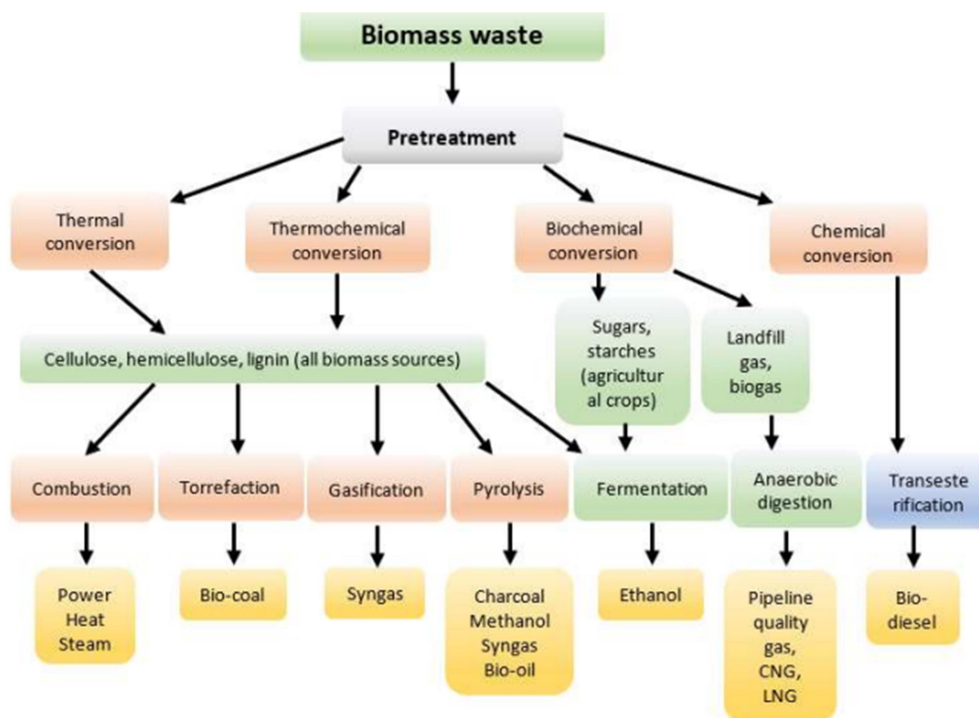 Biomass waste
Pretreatment
Thermal
conversion
Thermochemical
conversion
Biochemical
conversion
Chemical
conversion
Sugars,
starches
(agricultur
al crops)
Landfill
gas,
biogas
Cellulose, hemicellulose, lignin (all biomass sources)
Combustion
Torrefaction
Gasification
Pyrolysis
Fermentation
Anaerobic
digestion
Transeste
rification
Power
Heat
Steam
Bio-coal
Syngas
Charcoal
Methanol
Syngas
Bio-oil
Ethanol
Pipeline
quality
gas,
CNG,
LNG
Bio-
diesel